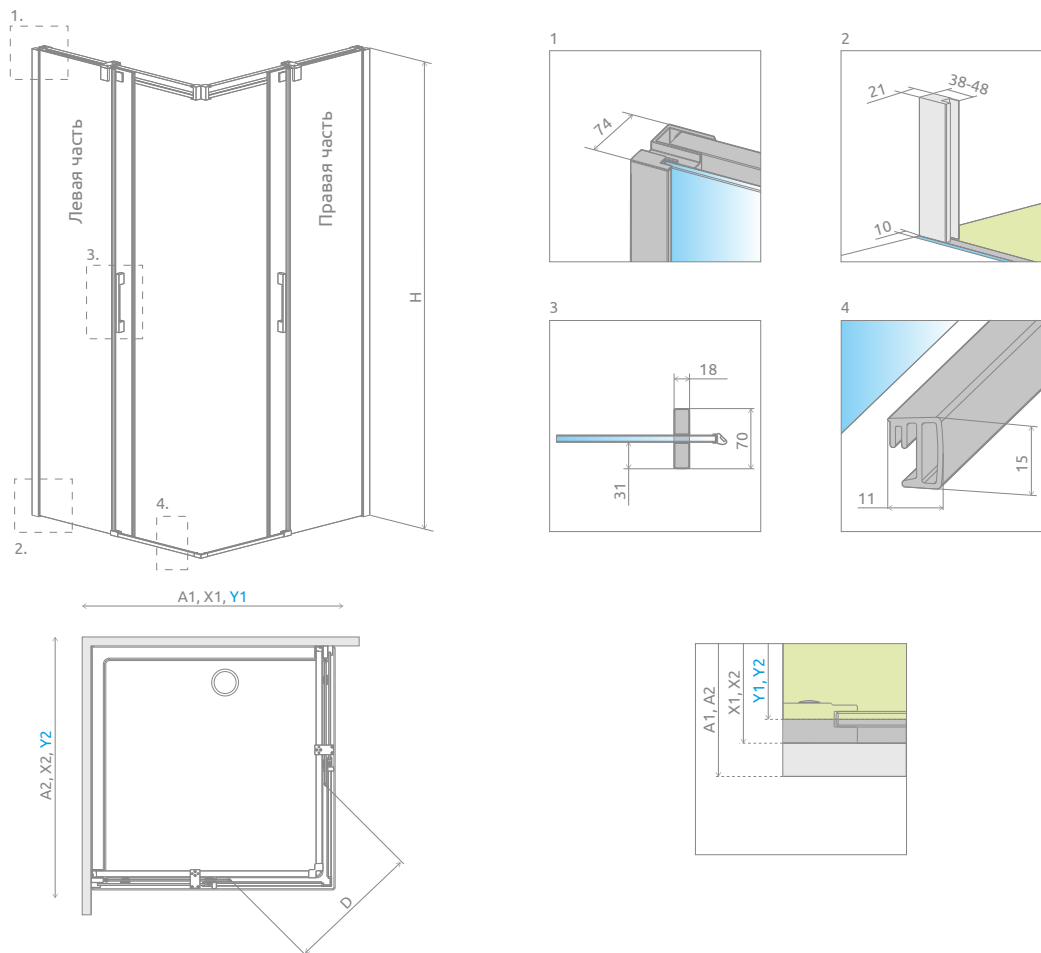 1.
Левая часть
Правая часть
3.
H
2.
4.
1
74
2
21
38-48
10
3
18
70
31
4
15
11
A1, X1, Y1
A2, X2, Y2
D
A1, A2
X1, X2
Y1, Y2